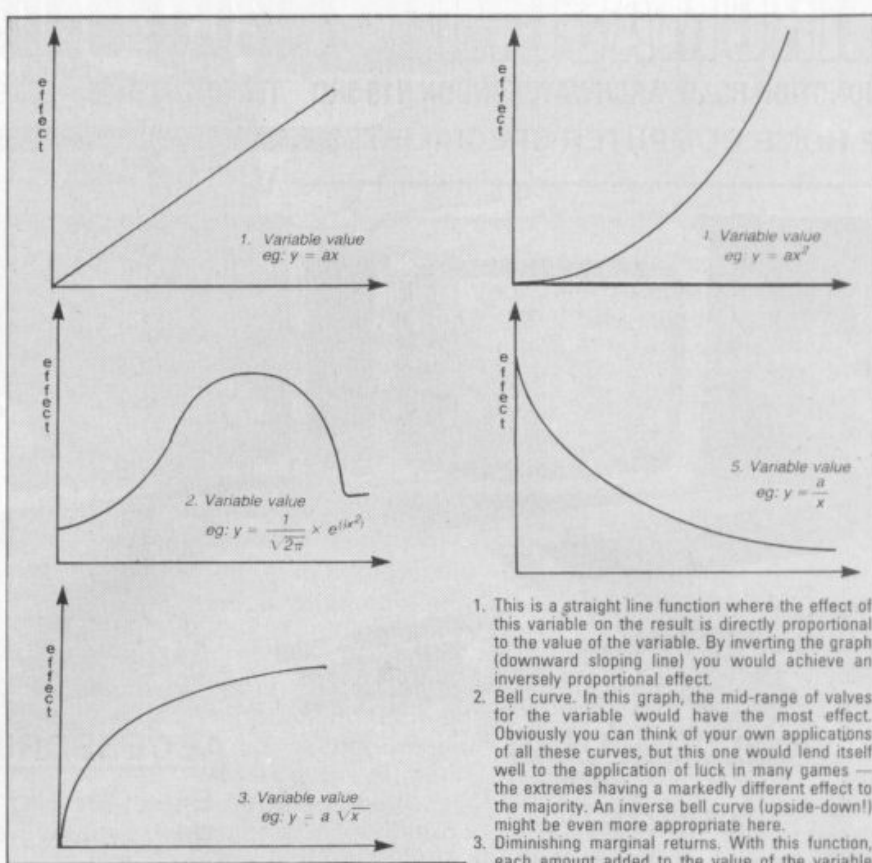 effect
1. Variable value
eg: y = ax
effect
4. Variable value
eg: y = ax²
effect
2. Variable value
eg: y = 1/√2π × e(½x²)
effect
5. Variable value
eg: y = a/x
effect
3. Variable value
eg: y = a √x
1. This is a straight line function where the effect of
this variable on the result is directly proportional
to the value of the variable. By inverting the graph
(downward sloping line) you would achieve an
inversely proportional effect.
2. Bell curve. In this graph, the mid-range of valves
for the variable would have the most effect.
Obviously you can think of your own applications
of all these curves, but this one would lend itself
well to the application of luck in many games —
the extremes having a markedly different effect to
the majority. An inverse bell curve (upside-down!)
might be even more appropriate here.
3. Diminishing marginal returns. With this function,
each amount added to the value of the variable